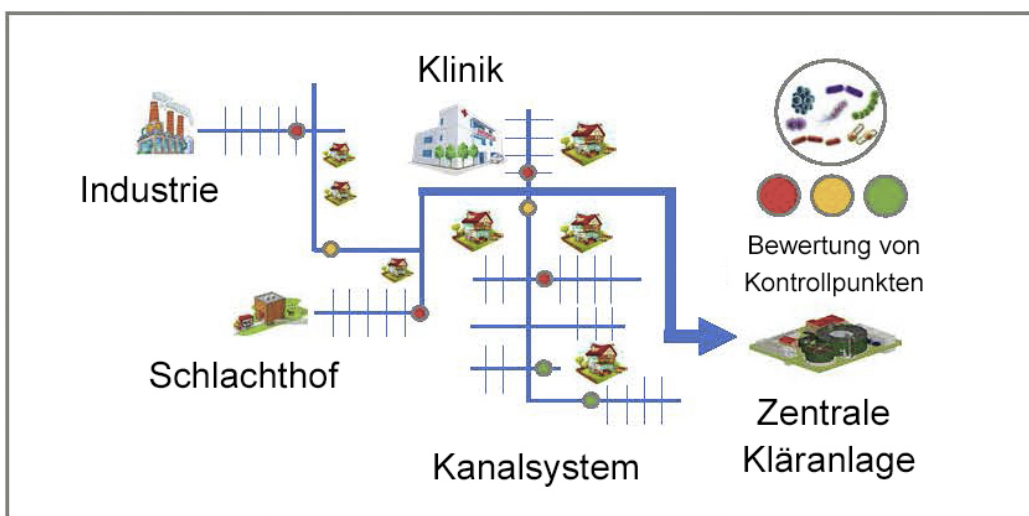 Klinik
Industrie
Schlachthof
Kanalsystem
Bewertung von
Kontrollpunkten
Zentrale
Kläranlage